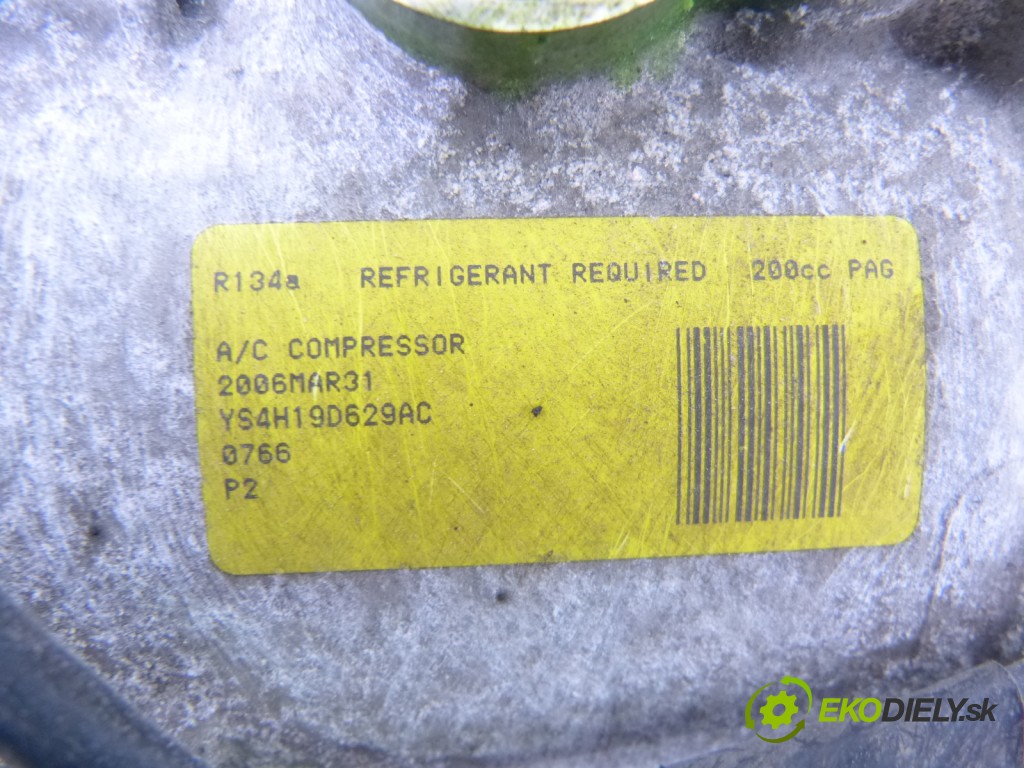 R134a REFRIGERANT REQUIRED 200cc PAG
A/C COMPRESSOR
2006MAR31
YS4H19D629AC
0766
P2
EKODIELY.sk